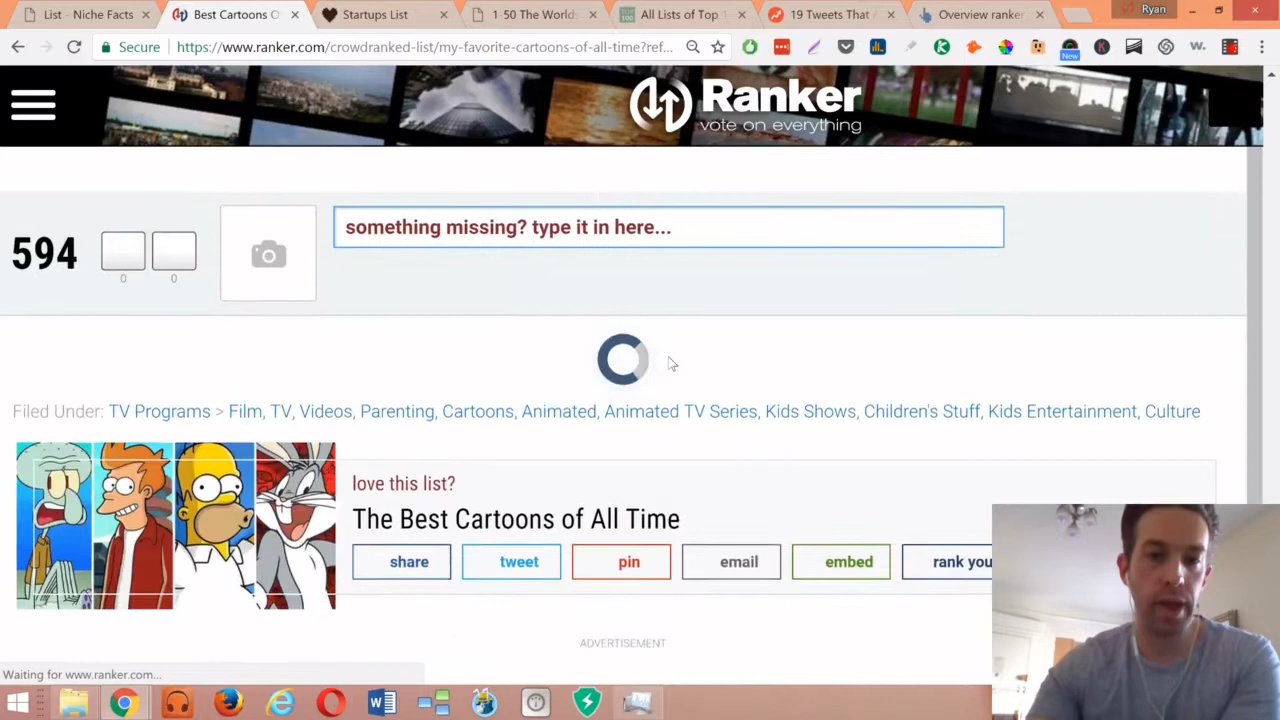 List - Niche Facts
Best Cartoons O
Startups List
1-50 The Worlds
All Lists of Top 1
19 Tweets That A
Overview ranker
Ryan
Secure
https://www.ranker.com/crowdranked-list/my-favorite-cartoons-of-all-time?ref...
New
Ranker
vote on everything
594
0
0
something missing? type it in here...
Filed Under: TV Programs > Film, TV, Videos, Parenting, Cartoons, Animated, Animated TV Series, Kids Shows, Children's Stuff, Kids Entertainment, Culture
love this list?
The Best Cartoons of All Time
share
tweet
pin
email
embed
rank you
ADVERTISEMENT
Waiting for www.ranker.com...